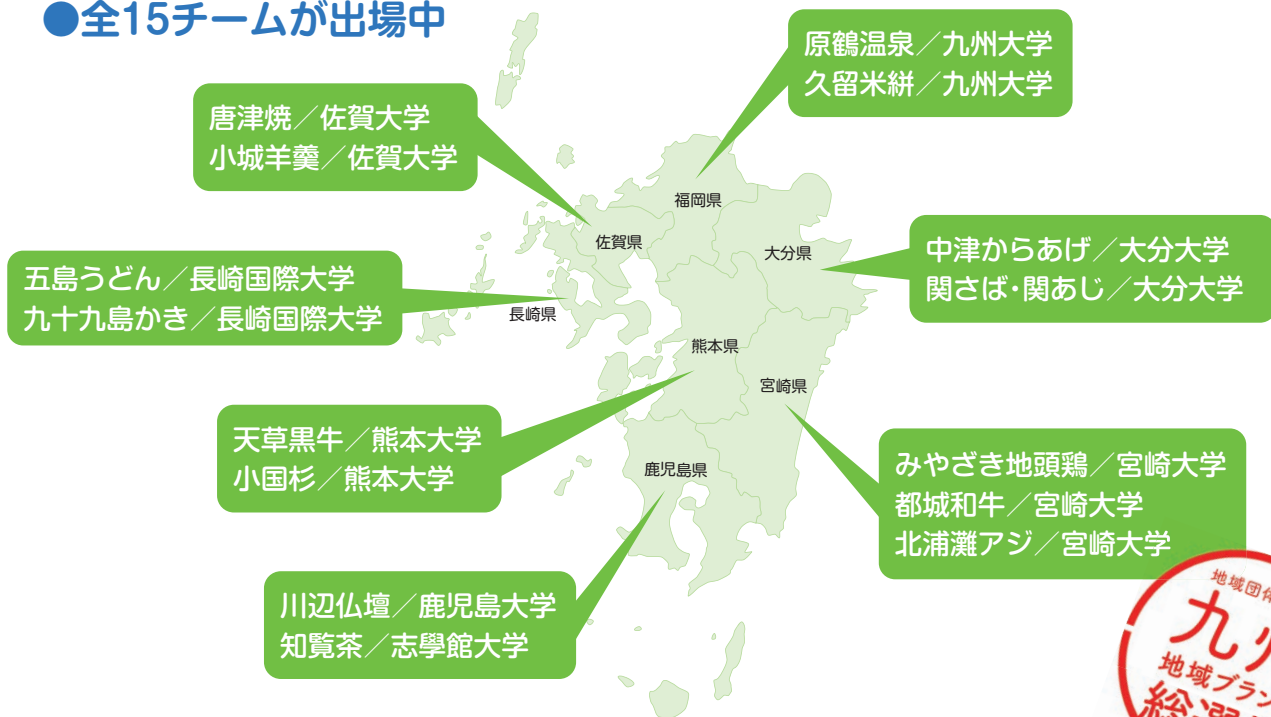 ●全15チームが出場中
原鶴温泉／九州大学
久留米絣／九州大学
唐津焼／佐賀大学
小城羊羹／佐賀大学
福岡県
佐賀県
大分県
中津からあげ／大分大学
関さば・関あじ／大分大学
五島うどん／長崎国際大学
九十九島かき／長崎国際大学
長崎県
熊本県
宮崎県
天草黒牛／熊本大学
小国杉／熊本大学
鹿児島県
みやざき地頭鶏／宮崎大学
都城和牛／宮崎大学
北浦灘アジ／宮崎大学
川辺仏壇／鹿児島大学
知覧茶／志學館大学
地域団体
九州
地域ブラン
総選